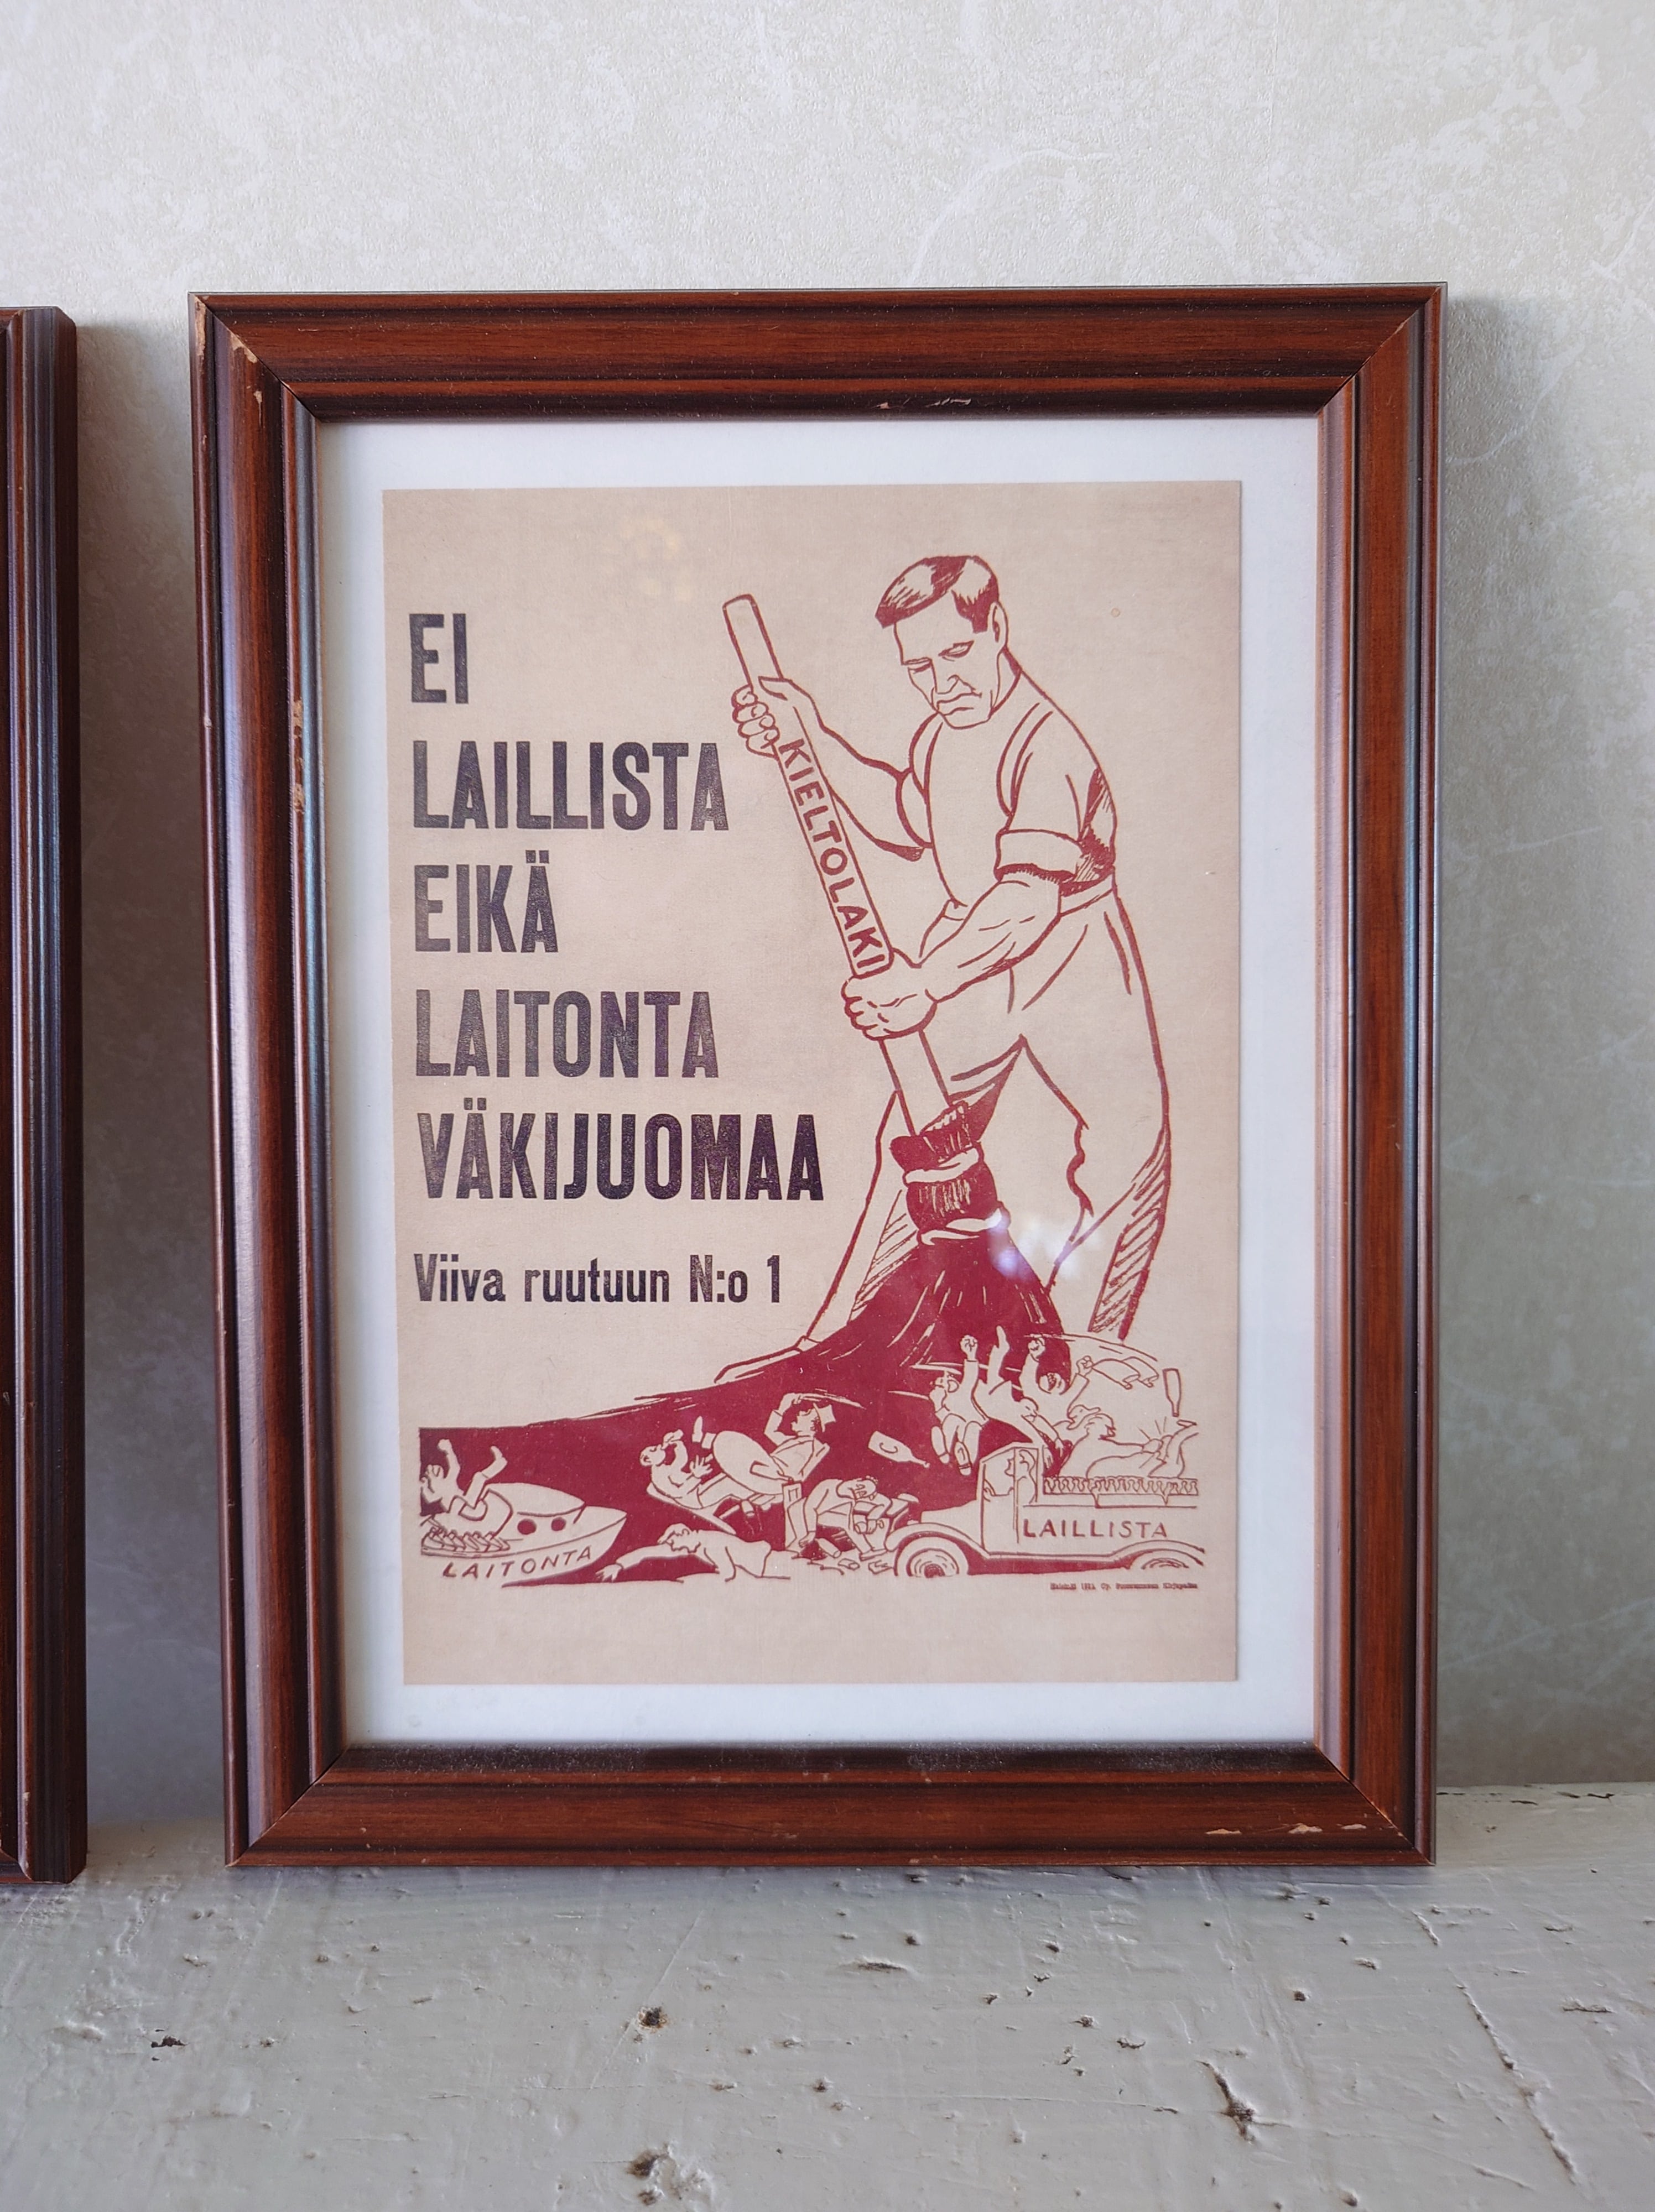 EI
LAILLISTA
EIKÄ
LAITONTA
VÄKIJUOMAA
Viiva ruutuun N:o 1
KIELTOLAKI
LAITONTA
LAILLISTA